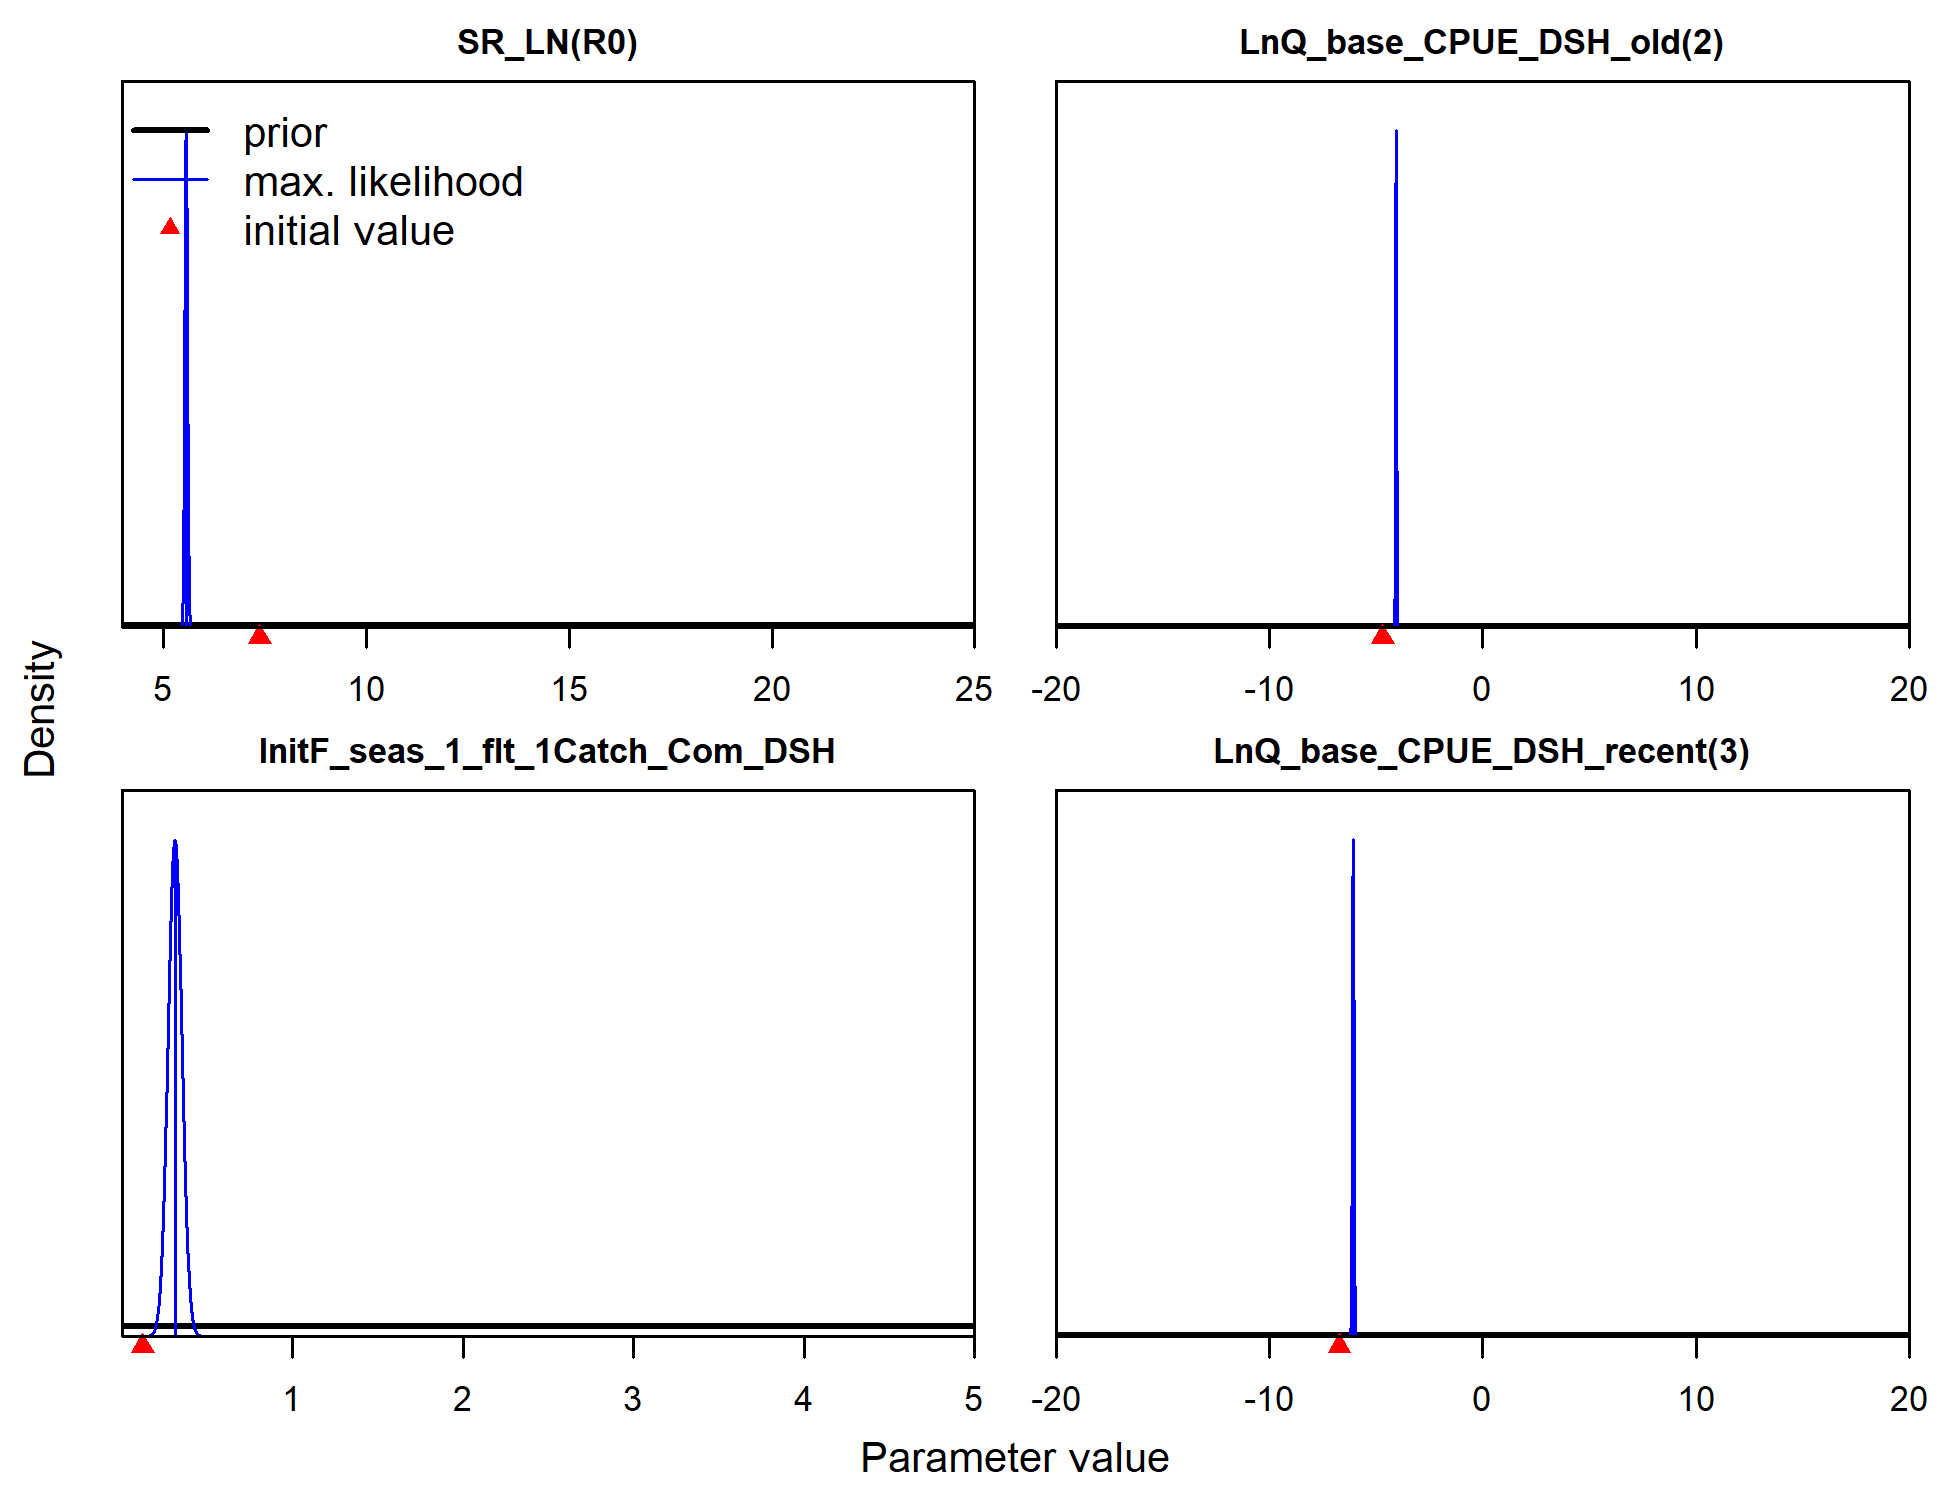 SR_LN(R0)
prior
max. likelihood
initial value
5 10 15 20 25
LnQ_base_CPUE_DSH_old(2)
-20 -10 0 10 20
InitF_seas_1_flt_1Catch_Com_DSH
1 2 3 4 5
LnQ_base_CPUE_DSH_recent(3)
-20 -10 0 10 20
Density
Parameter value